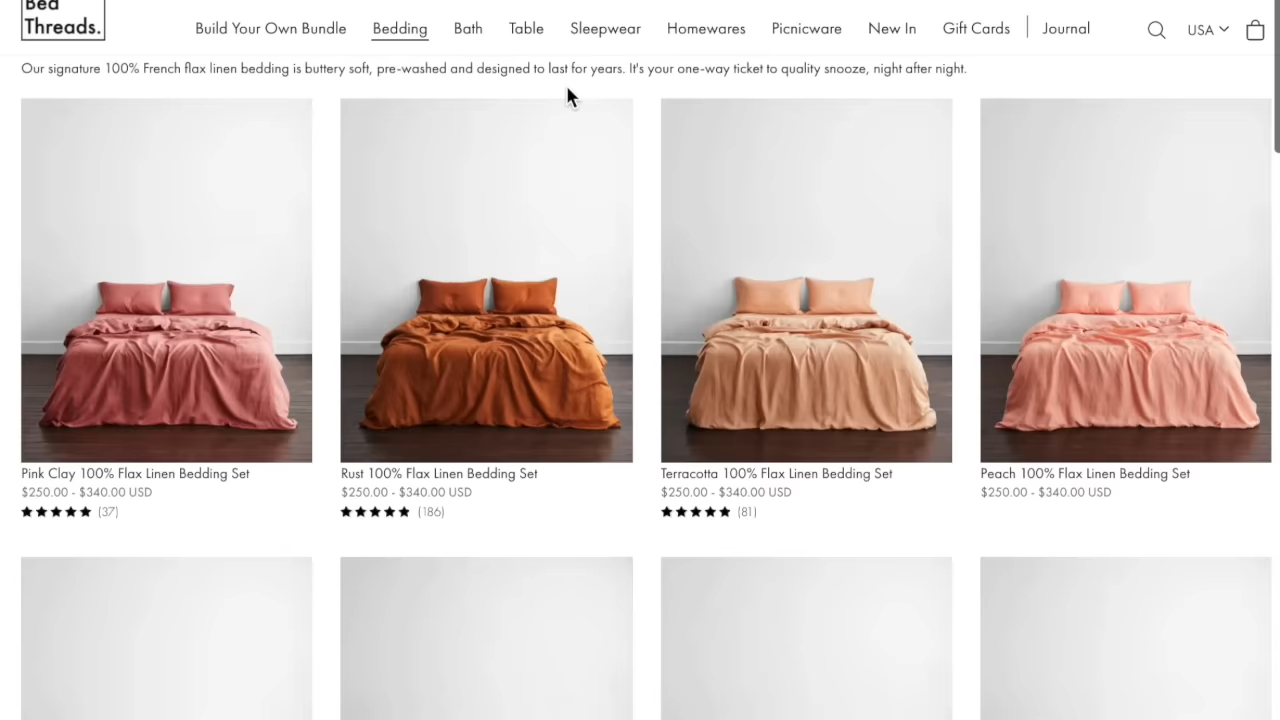 Bed
Threads.
Build Your Own Bundle Bedding Bath Table Sleepwear Homewares Picnicware New In Gift Cards Journal USA
Our signature 100% French flax linen bedding is buttery soft, pre-washed and designed to last for years. It's your one-way ticket to quality snooze, night after night.
Pink Clay 100% Flax Linen Bedding Set
$250.00 - $340.00 USD
(37)
Rust 100% Flax Linen Bedding Set
$250.00 - $340.00 USD
(186)
Terracotta 100% Flax Linen Bedding Set
$250.00 - $340.00 USD
(81)
Peach 100% Flax Linen Bedding Set
$250.00 - $340.00 USD